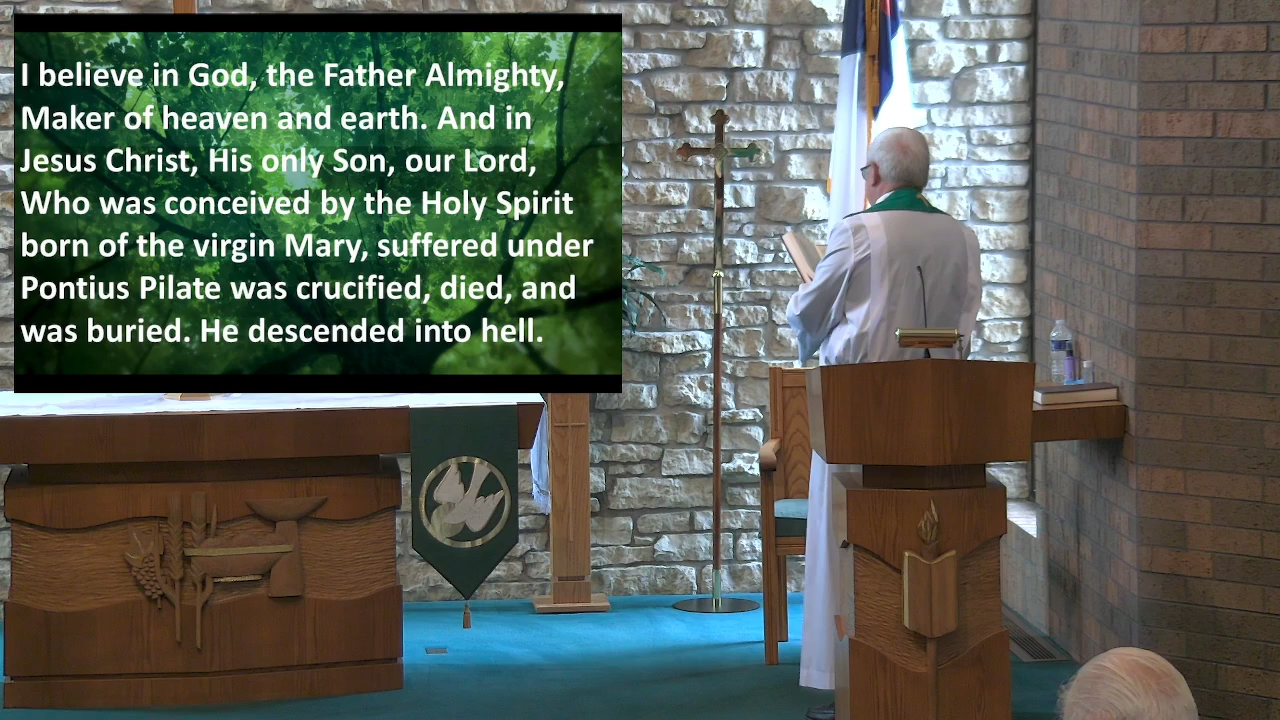 I believe in God, the Father Almighty,
Maker of heaven and earth. And in
Jesus Christ, His only Son, our Lord,
Who was conceived by the Holy Spirit
born of the virgin Mary, suffered under
Pontius Pilate was crucified, died, and
was buried. He descended into hell.